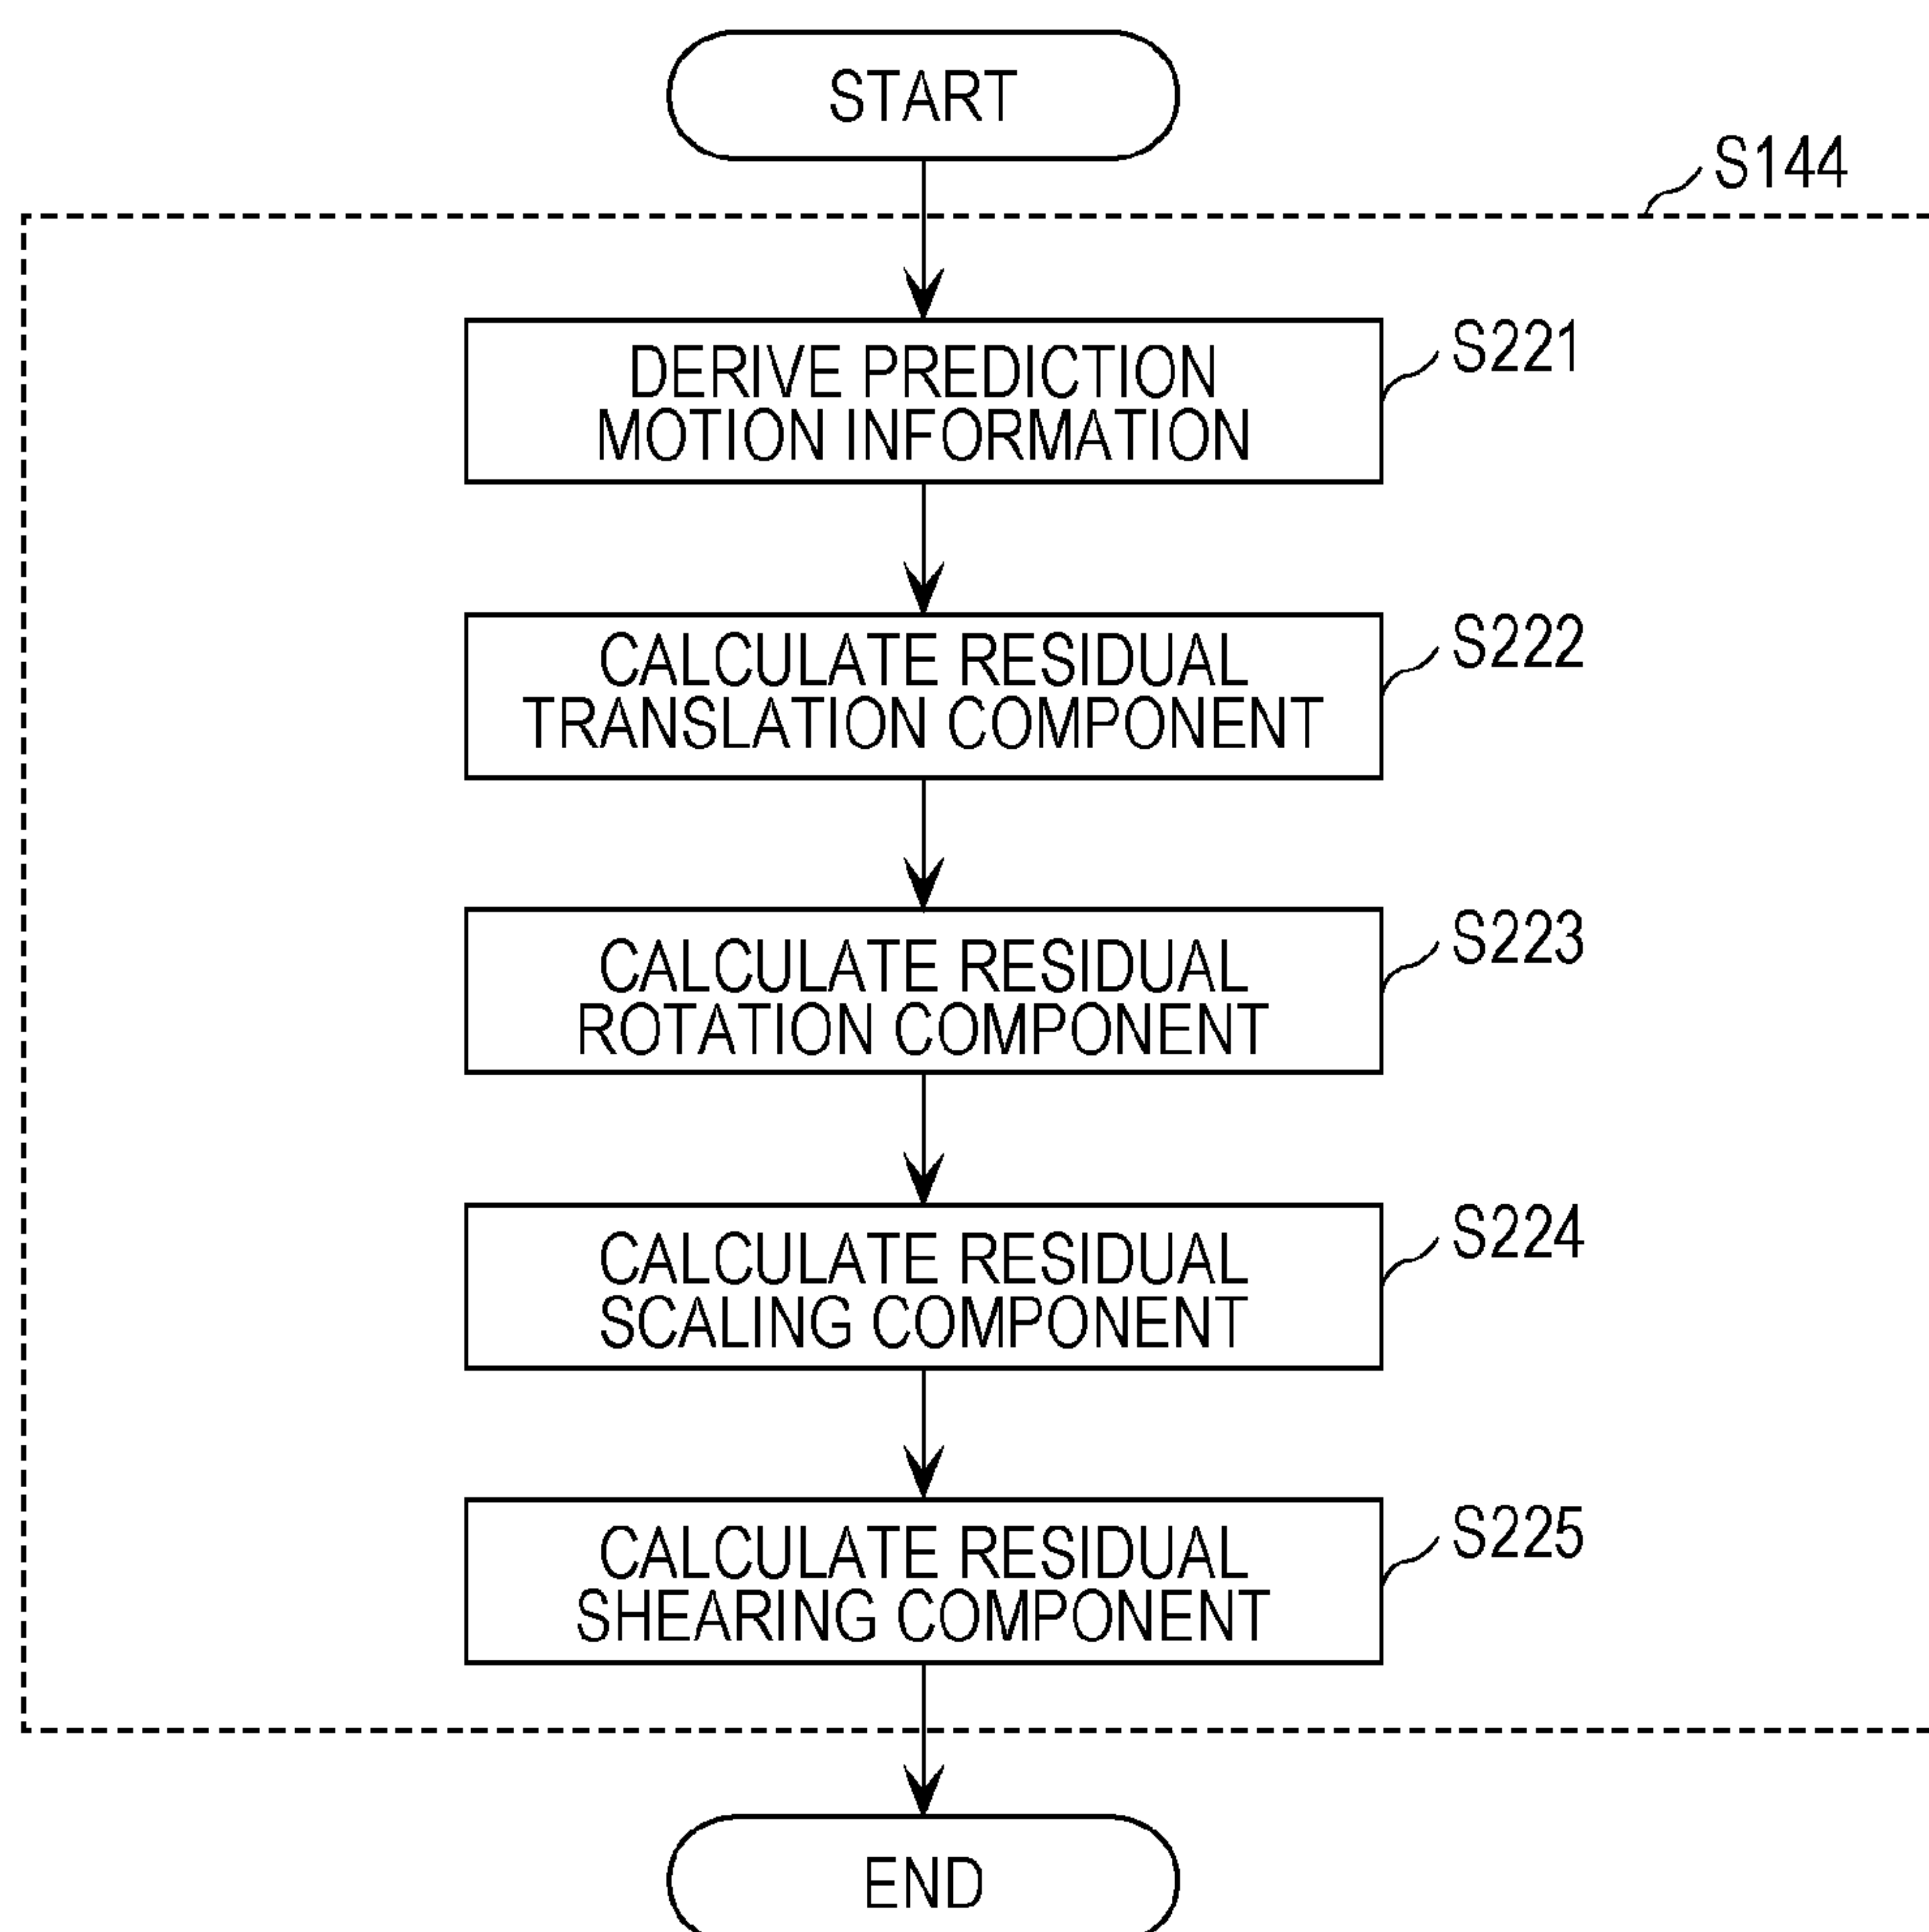 START
S144
DERIVE PREDICTION
MOTION INFORMATION
S221
CALCULATE RESIDUAL
TRANSLATION COMPONENT
S222
CALCULATE RESIDUAL
ROTATION COMPONENT
S223
CALCULATE RESIDUAL
SCALING COMPONENT
S224
CALCULATE RESIDUAL
SHEARING COMPONENT
S225
END